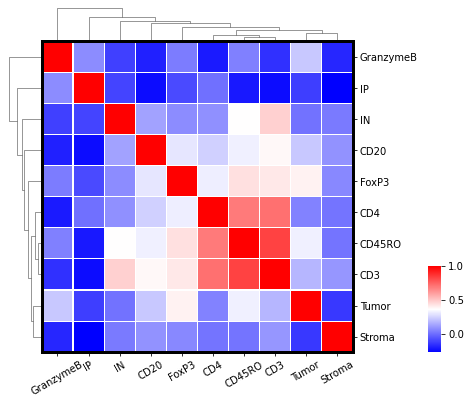 GranzymeB
IP
IN
CD20
FoxP3
CD4
CD45RO
CD3
Tumor
Stroma
1.0
0.5
0.0
GranzymeB IP IN CD20 FoxP3 CD4 CD45RO CD3 Tumor Stroma